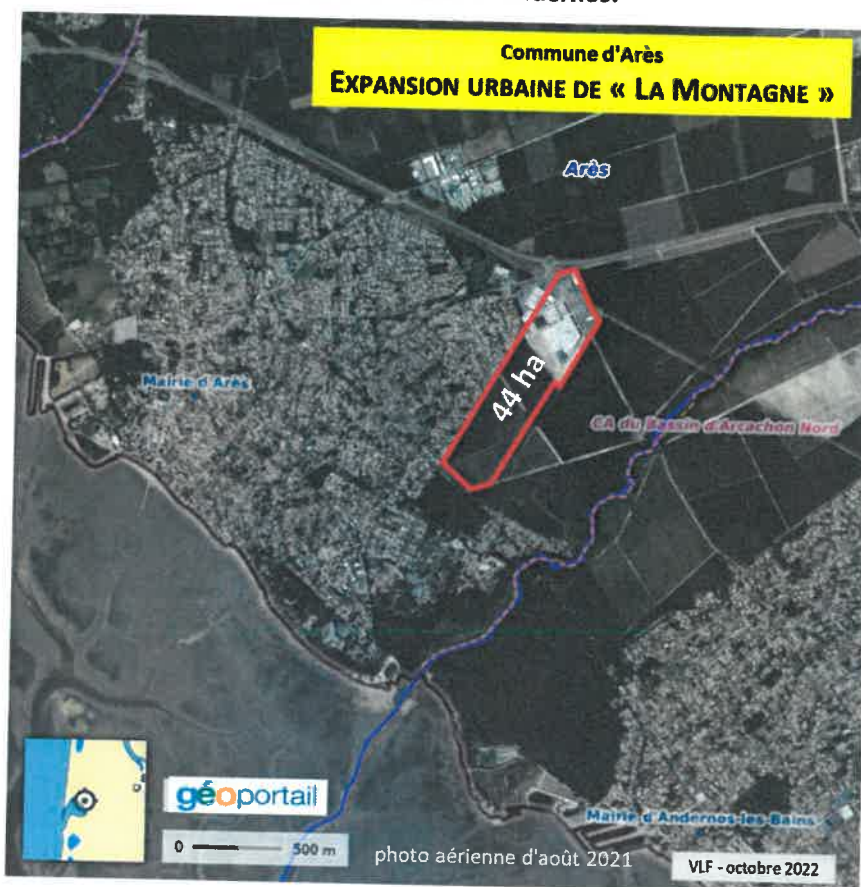 Commune d'Arès
EXPANSION URBAINE DE « LA MONTAGNE »
Arès
44 ha
Mairie d'Arès
CA du Bassin d'Arcachon Nord
géoportail
0 500 m
photo aérienne d'août 2021
Mairie d'Andernos-les-Bains
VLF - octobre 2022